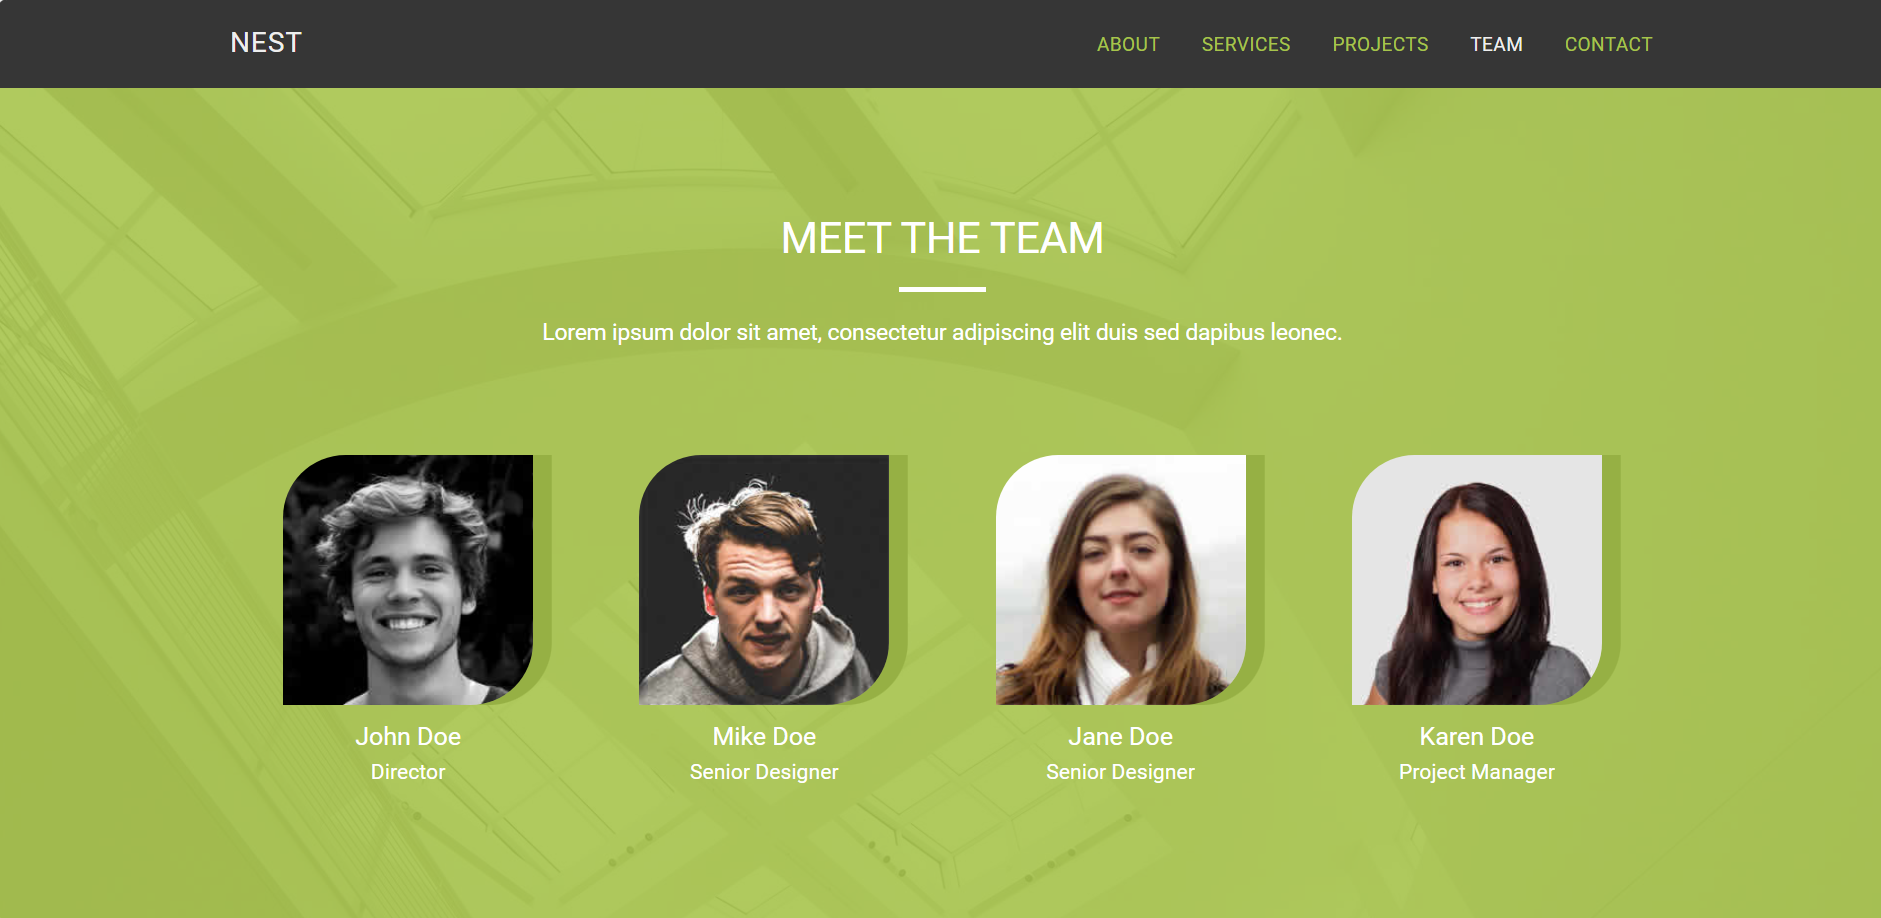 NEST
ABOUT SERVICES PROJECTS TEAM CONTACT
MEET THE TEAM
Lorem ipsum dolor sit amet, consectetur adipiscing elit duis sed dapibus leonec.
John Doe
Director
Mike Doe
Senior Designer
Jane Doe
Senior Designer
Karen Doe
Project Manager